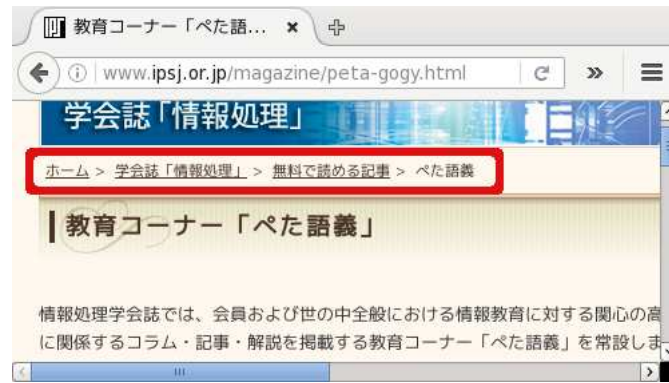 教育コーナー「ぺた語...
www.ipsj.or.jp/magazine/peta-gogy.html
学会誌「情報処理」
ホーム > 学会誌「情報処理」 > 無料で読める記事 > ぺた語義
教育コーナー「ぺた語義」
情報処理学会誌では、会員および世の中全般における情報教育に対する関心の高
に関係するコラム・記事・解説を掲載する教育コーナー「ぺた語義」を常設しま